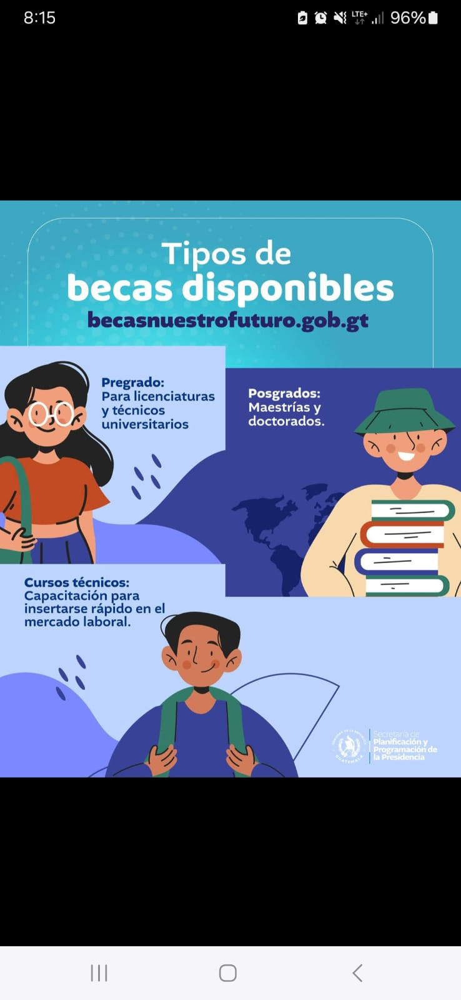 8:15
LTE+
96%
Tipos de
becas disponibles
becasnuestrofuturo.gob.gt
Pregrado:
Para licenciaturas
y técnicos
universitarios
Posgrados:
Maestrías y
doctorados.
Cursos técnicos:
Capacitación para
insertarse rápido en el
mercado laboral.
GUATEMALA
Secretaría de
Planificación y
Programación de
la Presidencia